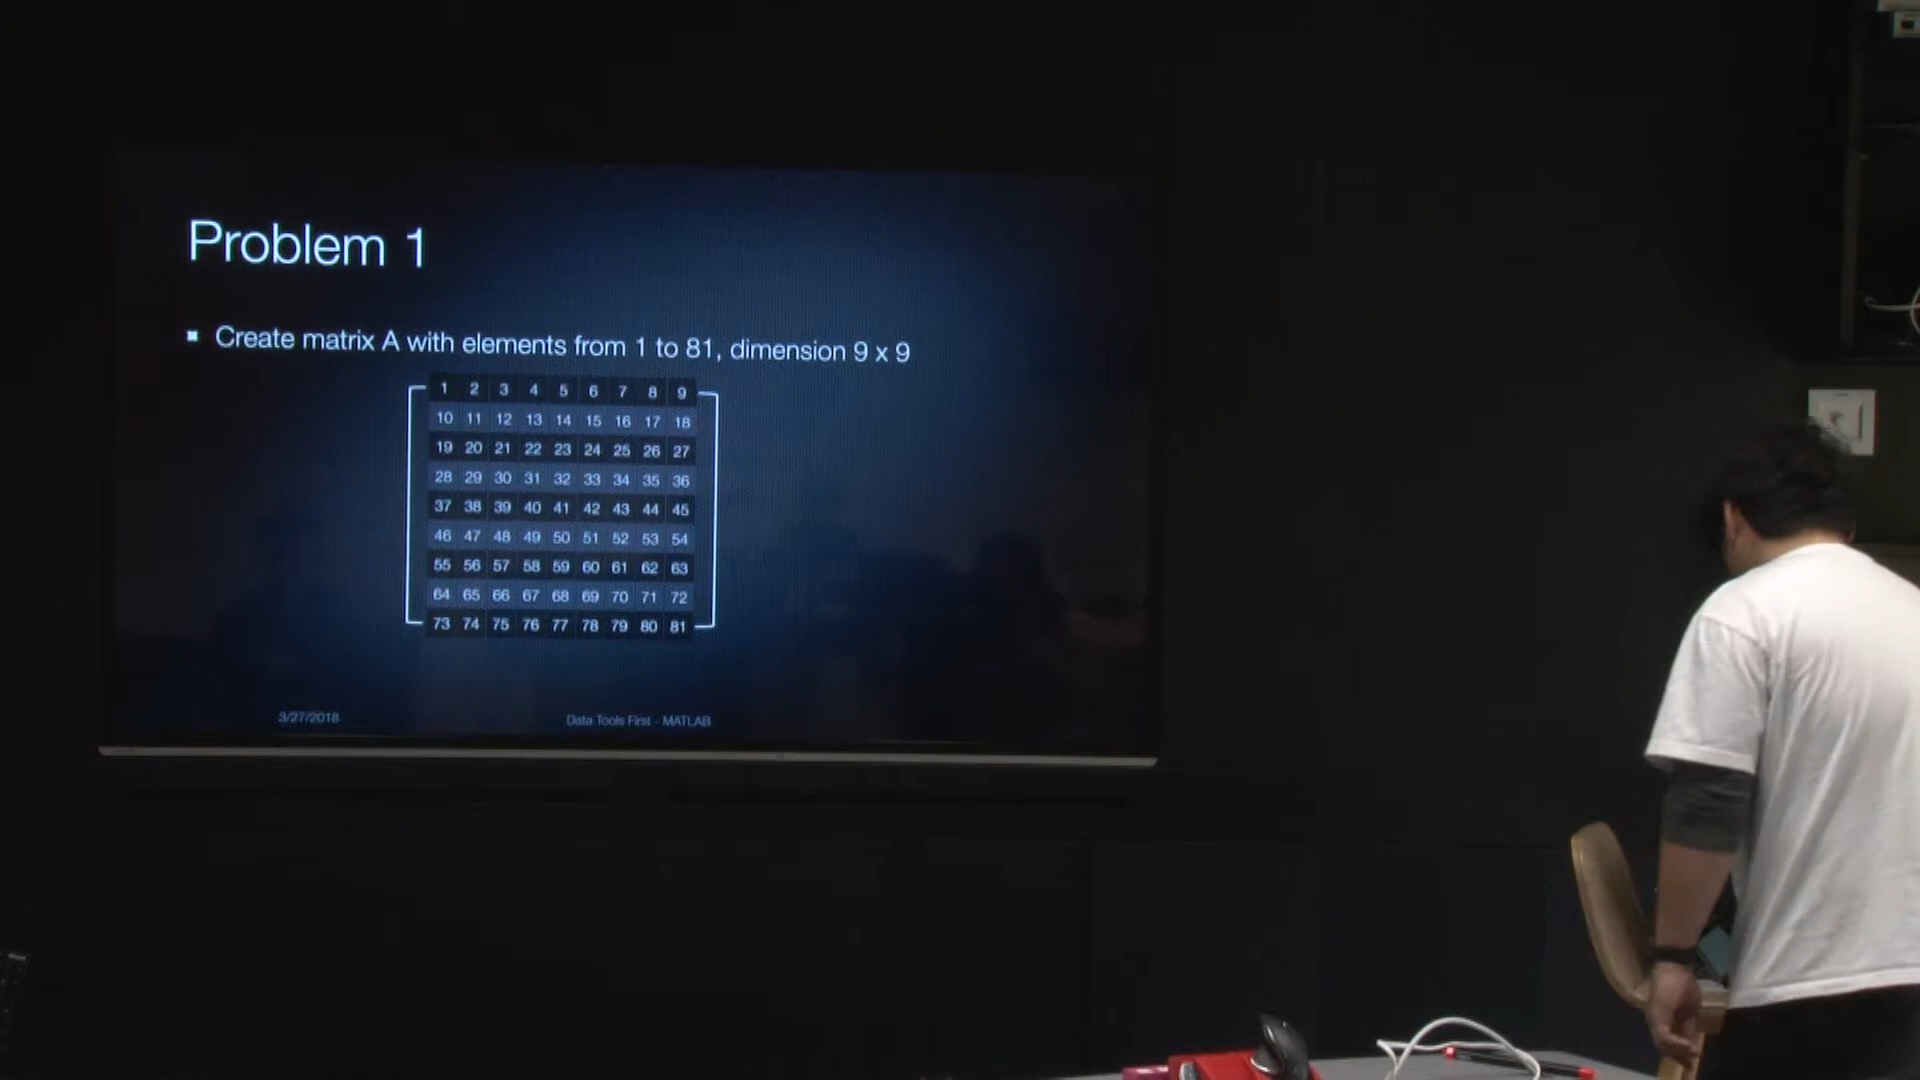 Problem 1
▪ Create matrix A with elements from 1 to 81, dimension 9 x 9
1 2 3 4 5 6 7 8 9
10 11 12 13 14 15 16 17 18
19 20 21 22 23 24 25 26 27
28 29 30 31 32 33 34 35 36
37 38 39 40 41 42 43 44 45
46 47 48 49 50 51 52 53 54
55 56 57 58 59 60 61 62 63
64 65 66 67 68 69 70 71 72
73 74 75 76 77 78 79 80 81
3/27/2018
Data Tools First - MATLAB